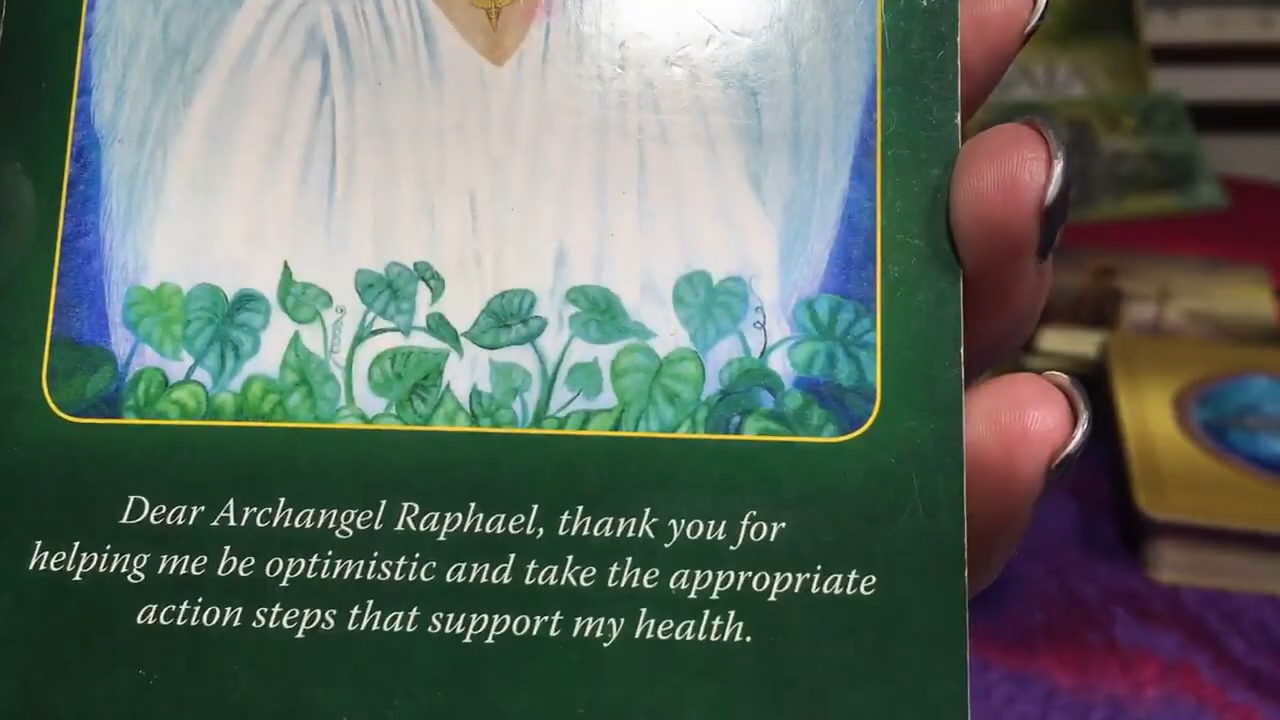 Dear Archangel Raphael, thank you for
helping me be optimistic and take the appropriate
action steps that support my health.